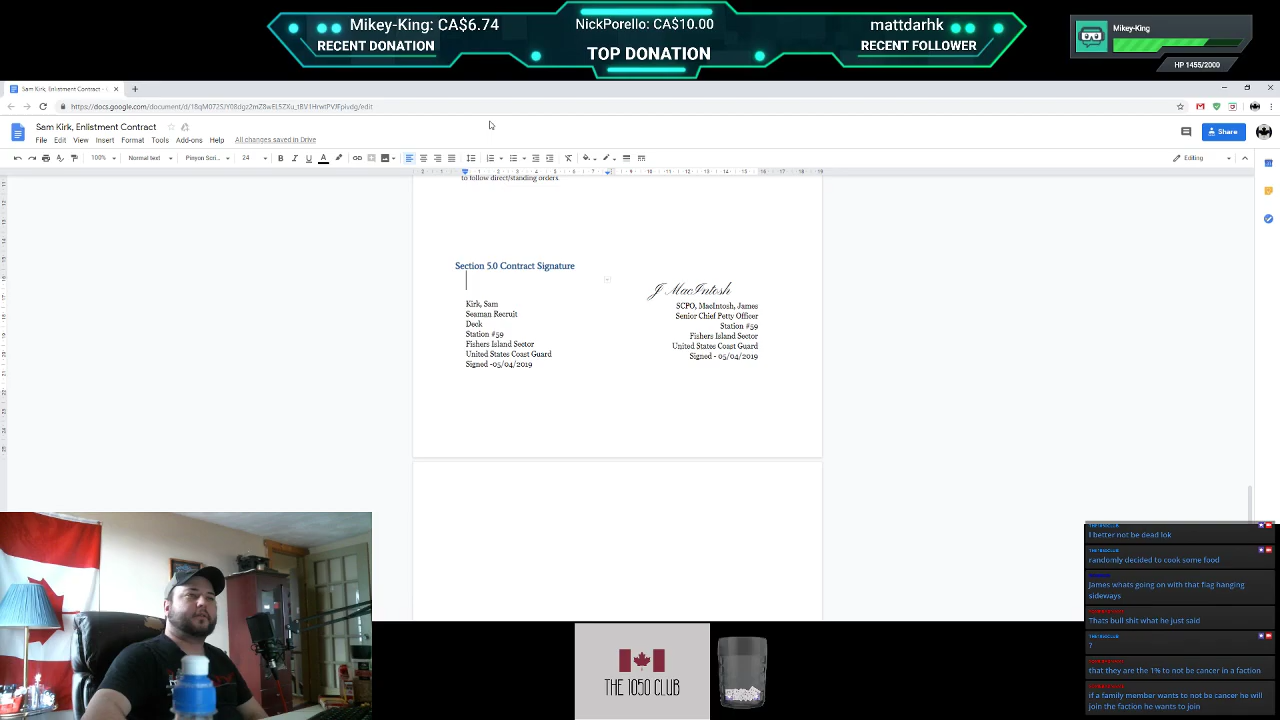 Mikey-King: CA$6.74
RECENT DONATION
NickPorello: CA$10.00
TOP DONATION
mattdarhk
RECENT FOLLOWER
Mikey-King
HP 1455/2000
Sam Kirk, Enlistment Contract -
Sam Kirk, Enlistment Contract
File Edit View Insert Format Tools Add-ons Help All changes saved in Drive
Share
100% Normal text Pinyon Scri... 24
Editing
to follow direct/standing orders
Section 5.0 Contract Signature
J MacIntosh
Kirk, Sam
Seaman Recruit
Deck
Station #59
Fishers Island Sector
United States Coast Guard
Signed -05/04/2019
SCPO, MacIntosh, James
Senior Chief Petty Officer
Station #59
Fishers Island Sector
United States Coast Guard
Signed - 05/04/2019
I better not be dead lok
randomly decided to cook some food
James whats going on with that flag hanging
sideways
Thats bull shit what he just said
?
that they are the 1% to not be cancer in a faction
if a family member wants to not be cancer he will
join the faction he wants to join
THE 1050 CLUB